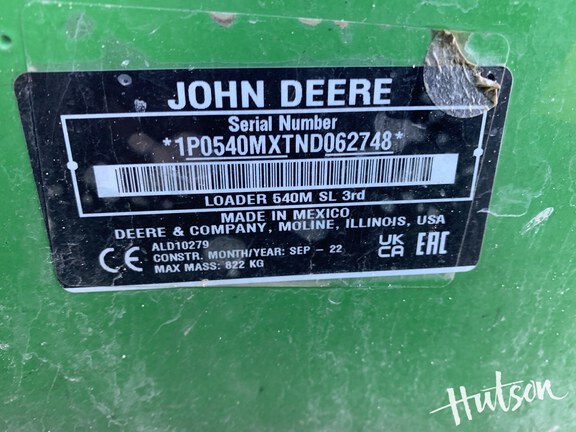 JOHN DEERE
Serial Number
*1P0540MXTND062748*
LOADER 540M SL 3rd
MADE IN MEXICO
DEERE & COMPANY, MOLINE, ILLINOIS, USA
ALD10279
CE CONSTR. MONTH/YEAR: SEP - 22 UK CA EAC
MAX MASS: 822 KG
Hutson